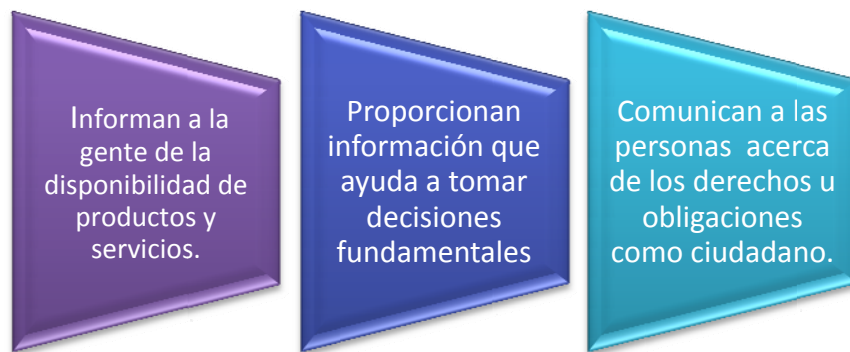 Informan a la
gente de la
disponibilidad de
productos y
servicios.
Proporcionan
información que
ayuda a tomar
decisiones
fundamentales
Comunican a las
personas acerca
de los derechos u
obligaciones
como ciudadano.